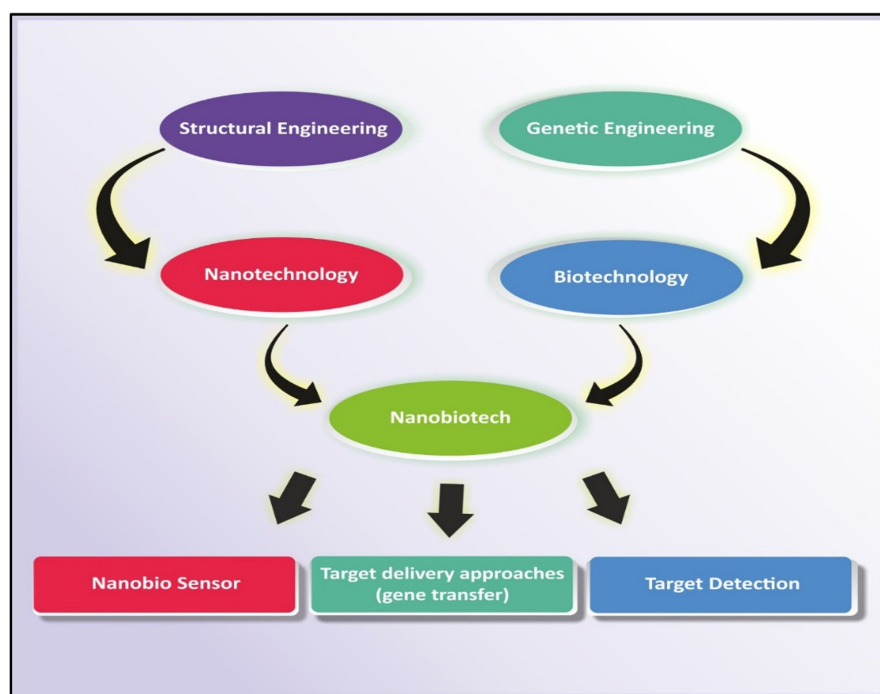 Structural Engineering
Genetic Engineering
Nanotechnology
Biotechnology
Nanobiotech
Nanobio Sensor
Target delivery approaches
(gene transfer)
Target Detection